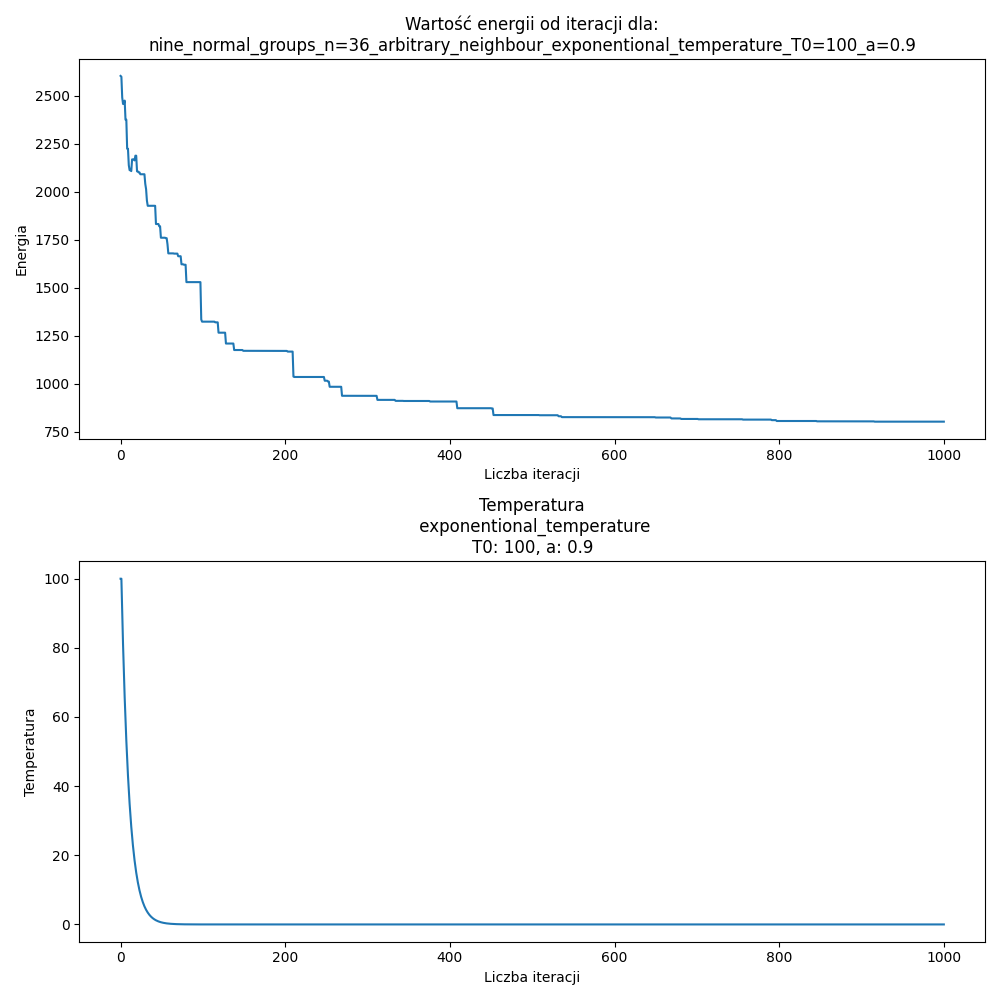 Wartość energii od iteracji dla:
nine_normal_groups_n=36_arbitrary_neighbour_exponentional_temperature_T0=100_a=0.9
2500
2250
2000
1750
1500
1250
1000
750
Energia
0 200 400 600 800 1000
Liczba iteracji
Temperatura
exponentional_temperature
T0: 100, a: 0.9
100
80
60
40
20
0
Temperatura
0 200 400 600 800 1000
Liczba iteracji